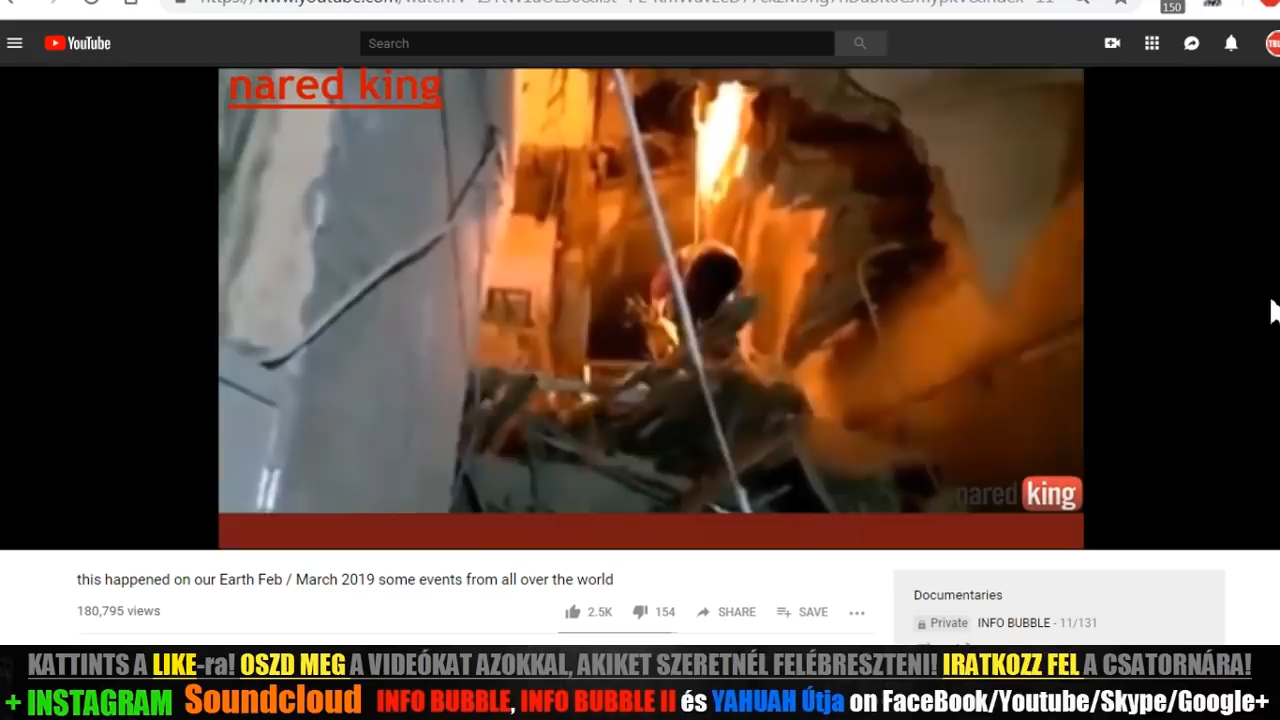 150
YouTube
Search
nared king
nared king
this happened on our Earth Feb / March 2019 some events from all over the world
180,795 views
2.5K 154 SHARE SAVE
Documentaries
Private INFO BUBBLE - 11/131
KATTINTS A LIKE-ra! OSZD MEG A VIDEÓKAT AZOKKAL, AKIKET SZERETNÉL FELÉBRESZTENI! IRATKOZZ FEL A CSATORNÁRA!
+ INSTAGRAM Soundcloud INFO BUBBLE, INFO BUBBLE II és YAHUAH Útja on FaceBook/Youtube/Skype/Google+